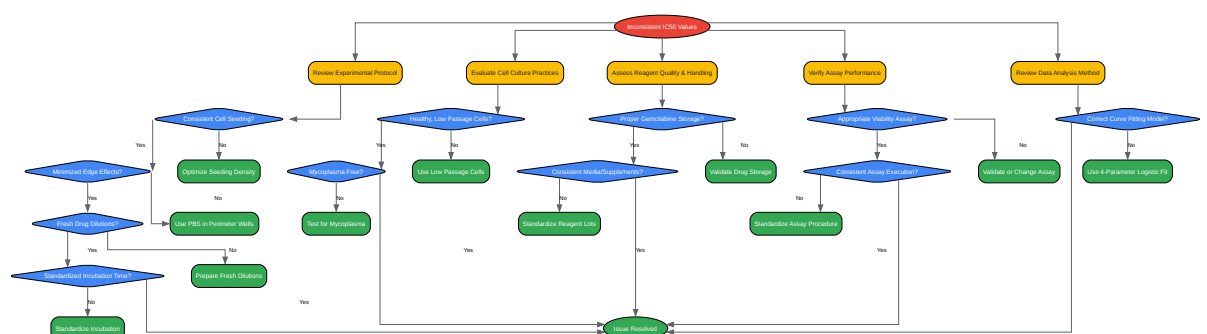 Inconsistent IC50 Values
Review Experimental Protocol
Evaluate Cell Culture Practices
Assess Reagent Quality & Handling
Verify Assay Performance
Review Data Analysis Method
Consistent Cell Seeding?
Healthy, Low Passage Cells?
Proper Gemcitabine Storage?
Appropriate Viability Assay?
Correct Curve Fitting Model?
Yes
No
Yes
No
Yes
No
Yes
No
No
Minimized Edge Effects?
Optimize Seeding Density
Mycoplasma Free?
Use Low Passage Cells
Consistent Media/Supplements?
Validate Drug Storage
Consistent Assay Execution?
Validate or Change Assay
Use 4-Parameter Logistic Fit
Yes
No
No
No
No
Fresh Drug Dilutions?
Use PBS in Perimeter Wells
Test for Mycoplasma
Standardize Reagent Lots
Standardize Assay Procedure
Yes
No
Yes
Yes
Yes
Standardized Incubation Time?
Prepare Fresh Dilutions
No
Yes
Standardize Incubation
Issue Resolved